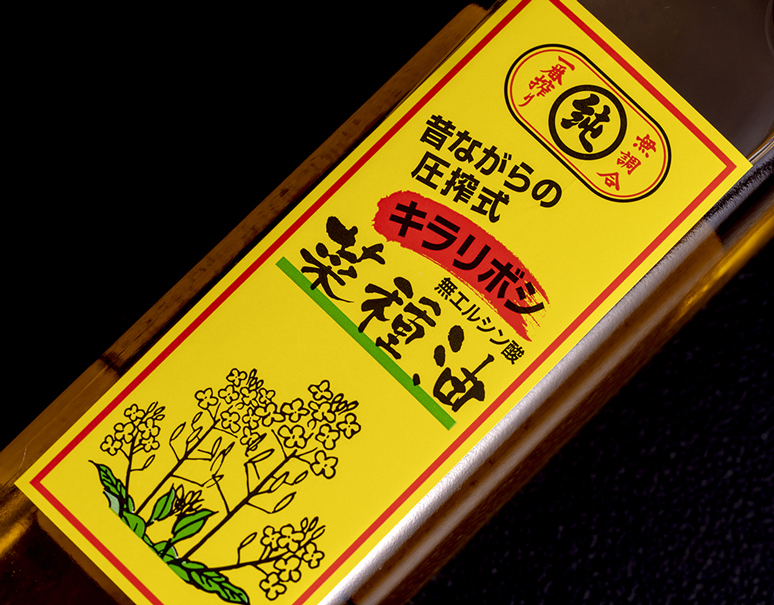 一番搾り
純
無調合
昔ながらの
圧搾式
キラリボシ
無エルシン酸
菜種油